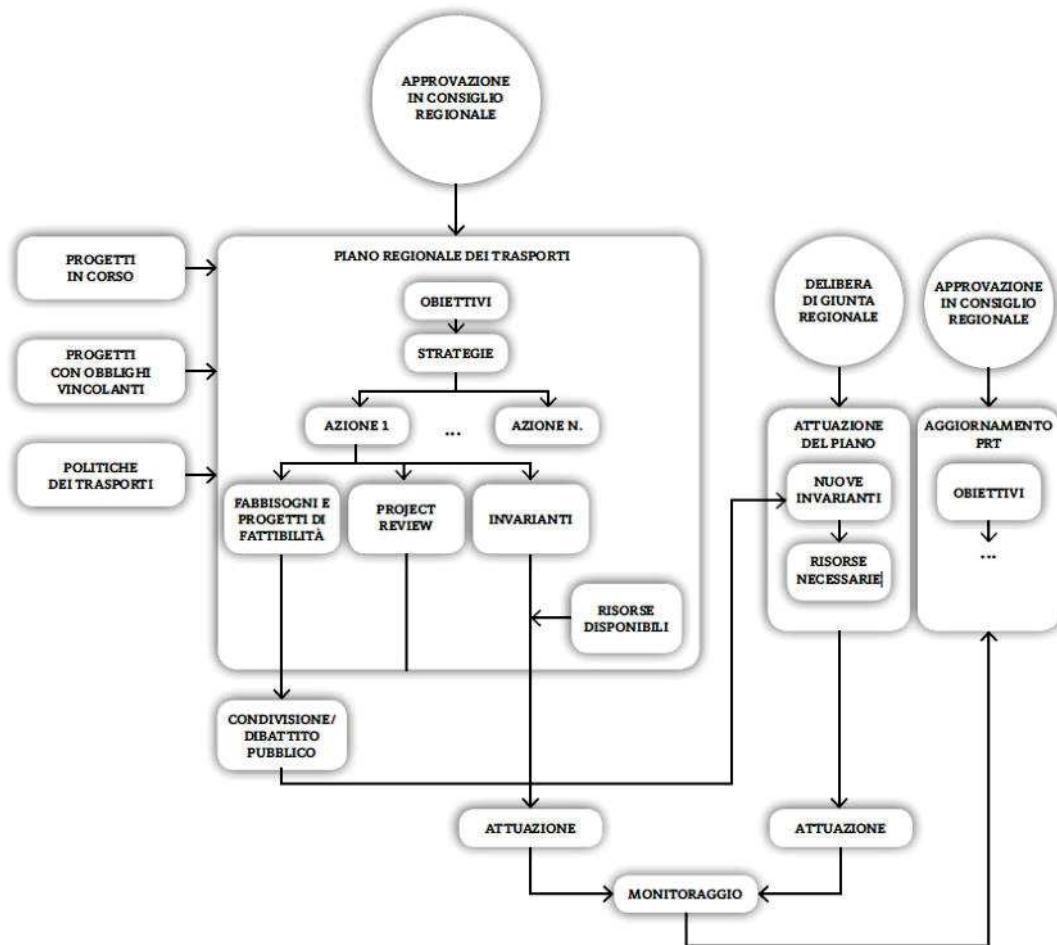 APPROVAZIONE
IN CONSIGLIO
REGIONALE
PROGETTI
IN CORSO
PROGETTI
CON OBBLIGHI
VINCOLANTI
POLITICHE
DEI TRASPORTI
PIANO REGIONALE DEI TRASPORTI
OBIETTIVI
STRATEGIE
AZIONE 1
...
AZIONE N.
FABBISOGNI E
PROGETTI DI
FATTIBILITÀ
PROJECT
REVIEW
INVARIANTI
RISORSE
DISPONIBILI
CONDIVISIONE/
DIBATTITO
PUBBLICO
DELIBERA
DI GIUNTA
REGIONALE
APPROVAZIONE
IN CONSIGLIO
REGIONALE
ATTUAZIONE
DEL PIANO
NUOVE
INVARIANTI
RISORSE
NECESSARIE
AGGIORNAMENTO
PRT
OBIETTIVI
...
ATTUAZIONE
ATTUAZIONE
MONITORAGGIO